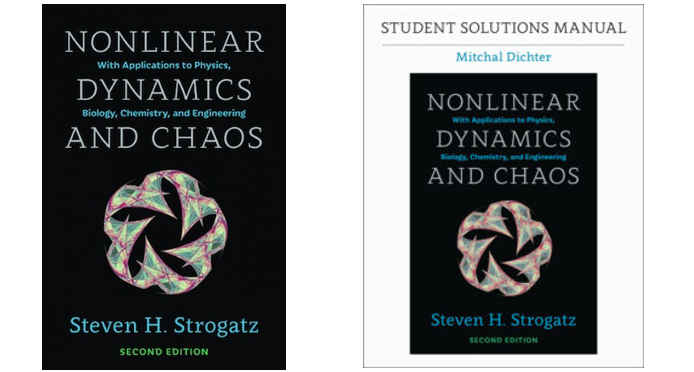 NONLINEAR
With Applications to Physics,
DYNAMICS
Biology, Chemistry, and Engineering
AND CHAOS
Steven H. Strogatz
SECOND EDITION
STUDENT SOLUTIONS MANUAL
Mitchal Dichter
NONLINEAR
With Applications to Physics,
DYNAMICS
Biology, Chemistry, and Engineering
AND CHAOS
Steven H. Strogatz
SECOND EDITION